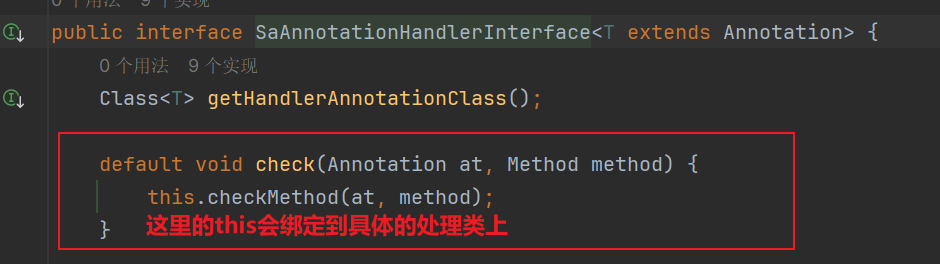 0 个用法 9 个实现
public interface SaAnnotationHandlerInterface<T extends Annotation> {
0 个用法 9 个实现
Class<T> getHandlerAnnotationClass();
default void check(Annotation at, Method method) {
this.checkMethod(at, method);
} 这里的this会绑定到具体的处理类上